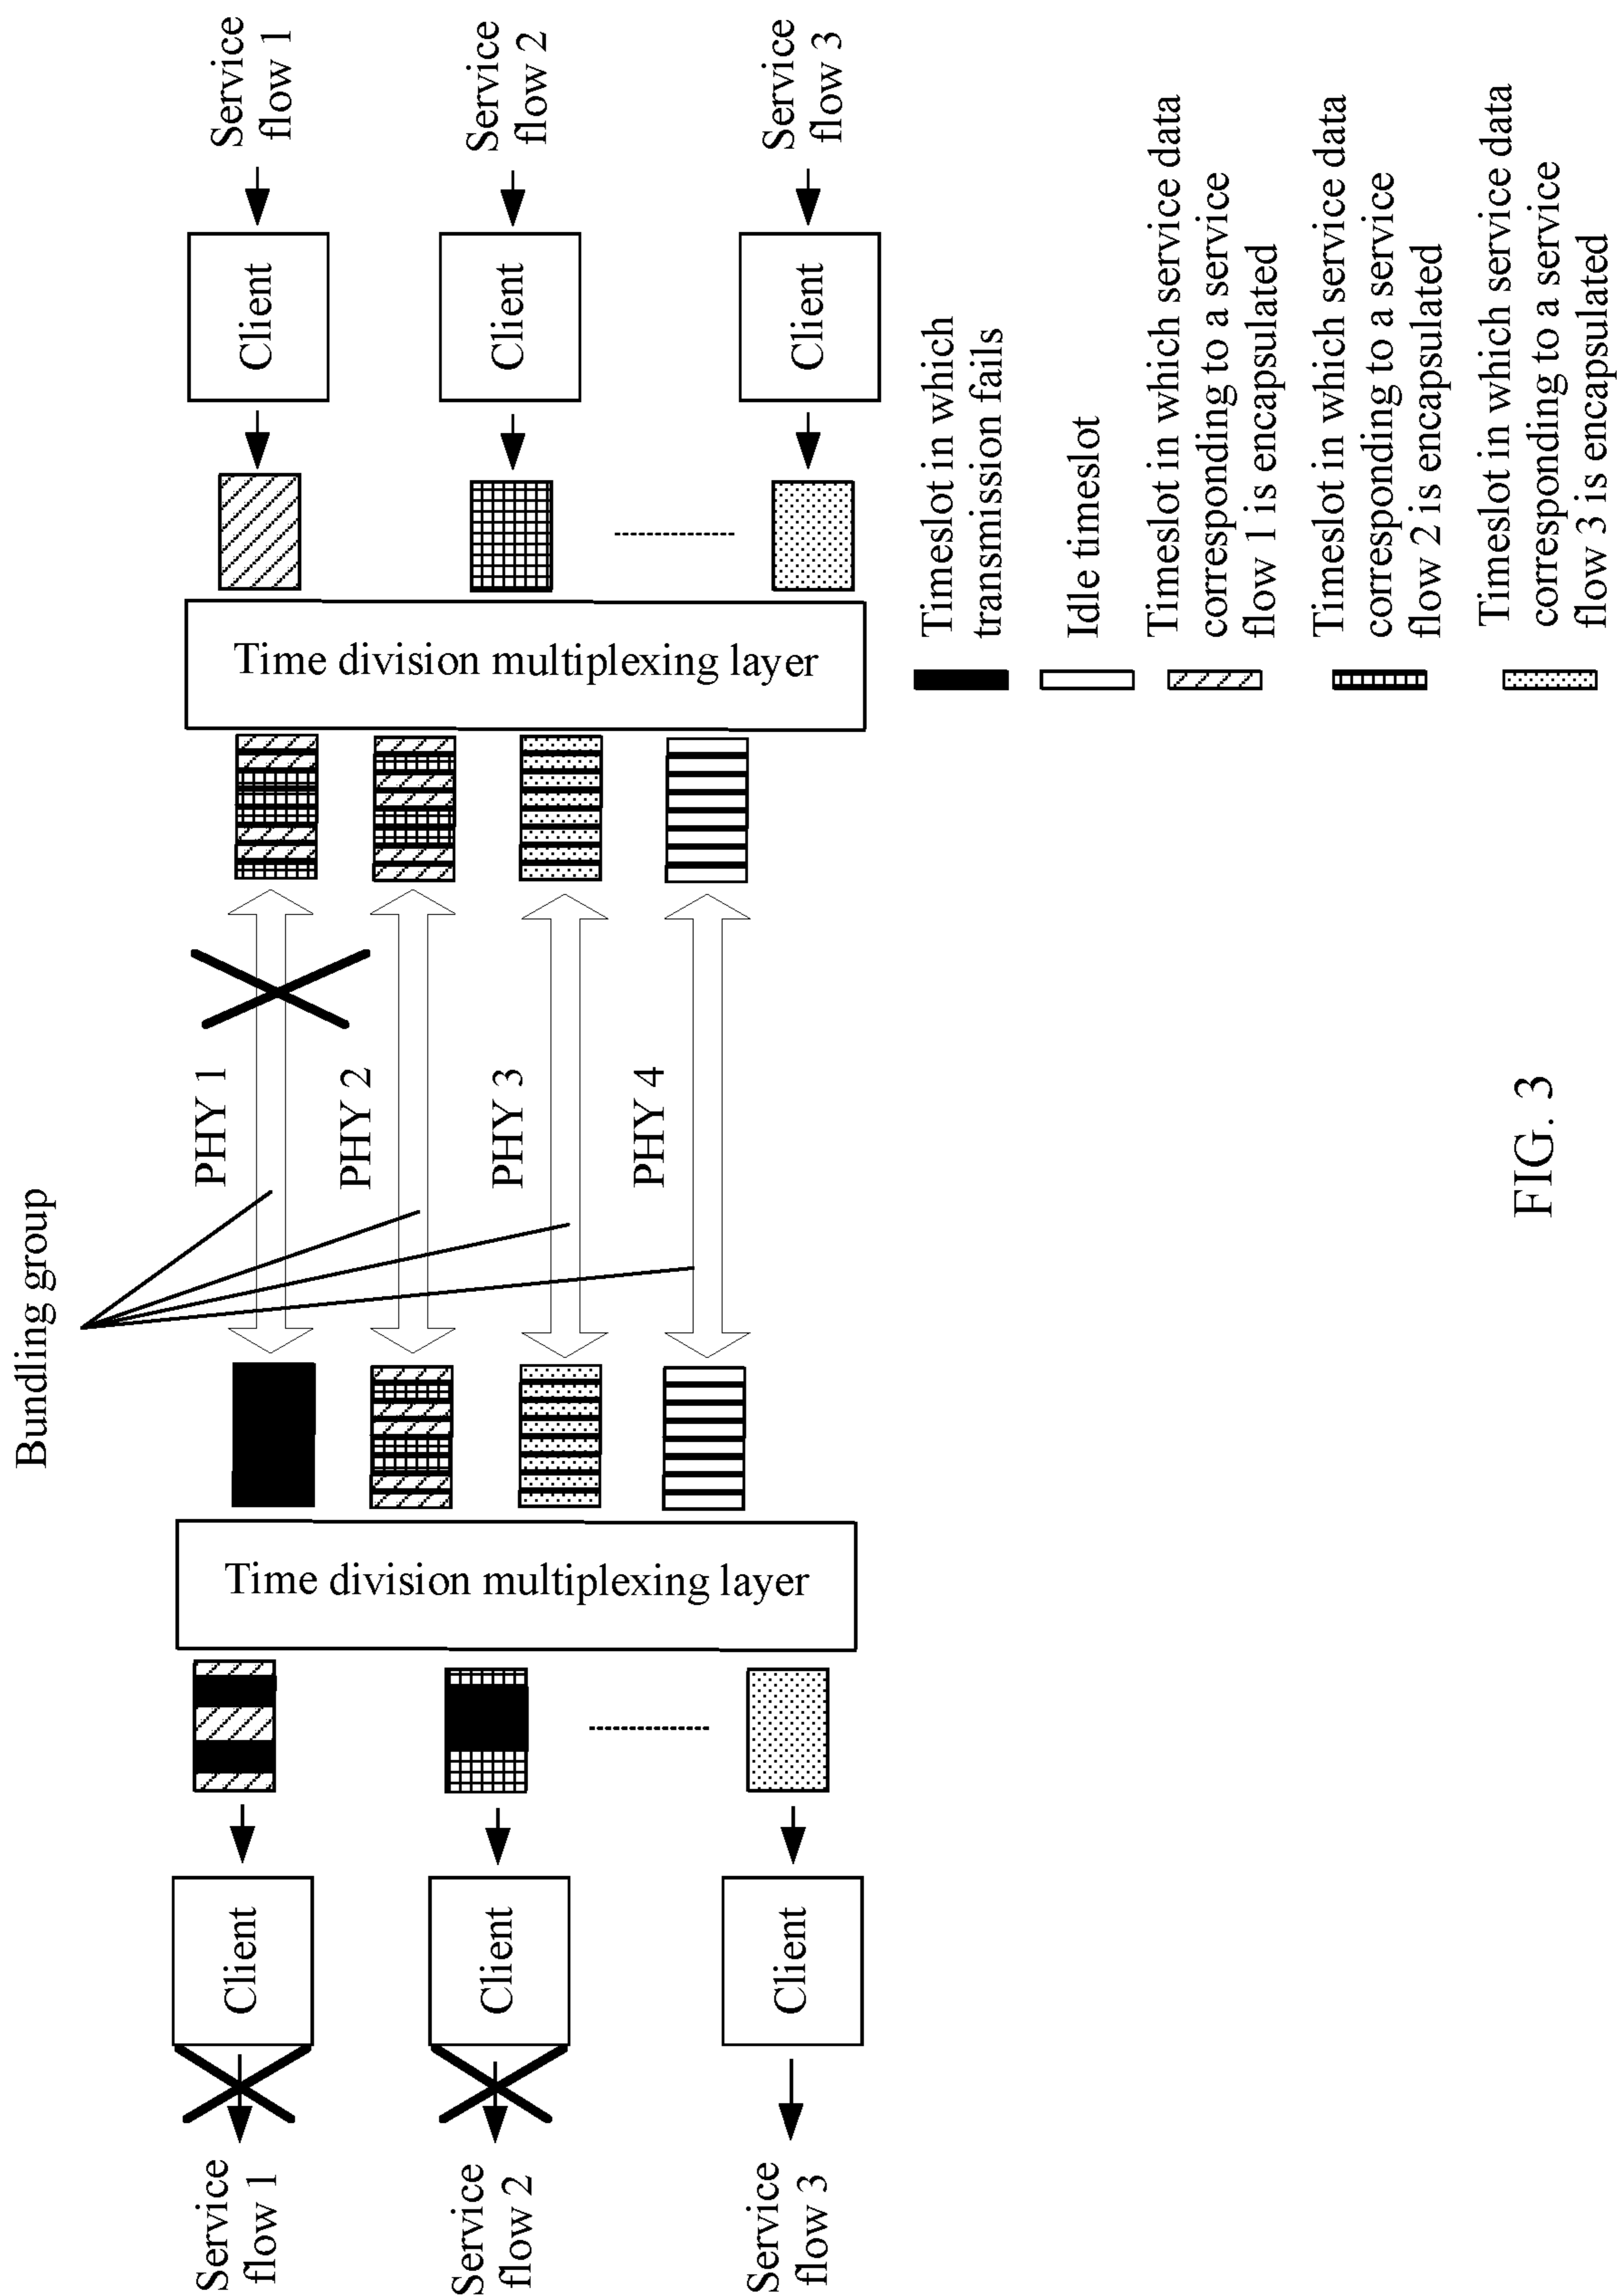 Bundling group
Service
flow 1
Client
Service
flow 2
Client
Service
flow 3
Client
Time division multiplexing layer
PHY 1
PHY 2
PHY 3
PHY 4
Time division multiplexing layer
Client
Service
flow 1
Client
Service
flow 2
Client
Service
flow 3
Timeslot in which
transmission fails
Idle timeslot
Timeslot in which service data
corresponding to a service
flow 1 is encapsulated
Timeslot in which service data
corresponding to a service
flow 2 is encapsulated
Timeslot in which service data
corresponding to a service
flow 3 is encapsulated
FIG. 3